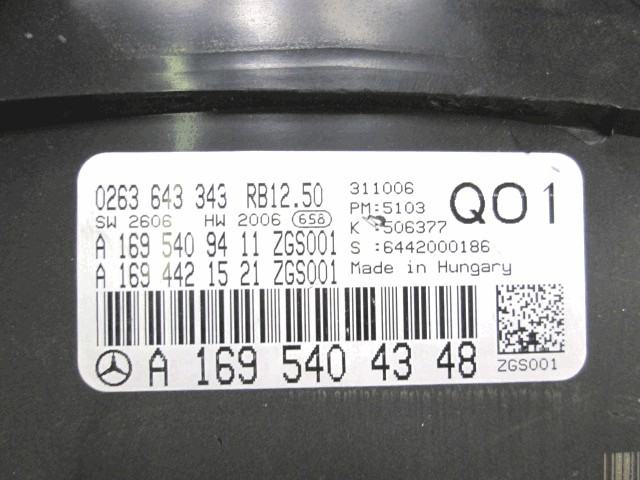 0263 643 343 RB12.50
SW 2606 HW 2006 658
A 169 540 94 11 ZGS001
A 169 442 15 21 ZGS001
311006
PM:5103
K :506377
S :6442000186
Made in Hungary
Q01
A 169 540 43 48
ZGS001